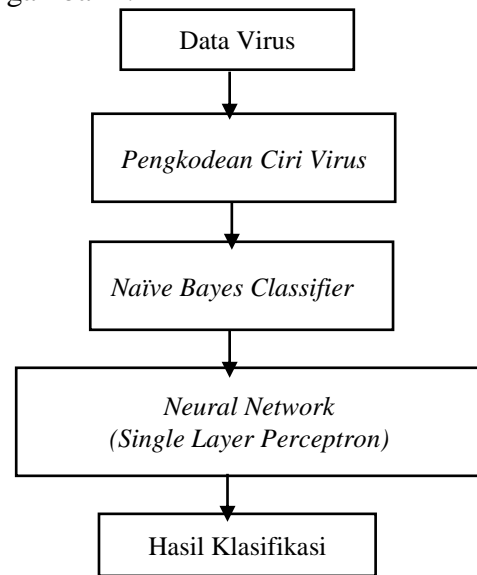 Data Virus
Pengkodean Ciri Virus
Naïve Bayes Classifier
Neural Network
(Single Layer Perceptron)
Hasil Klasifikasi